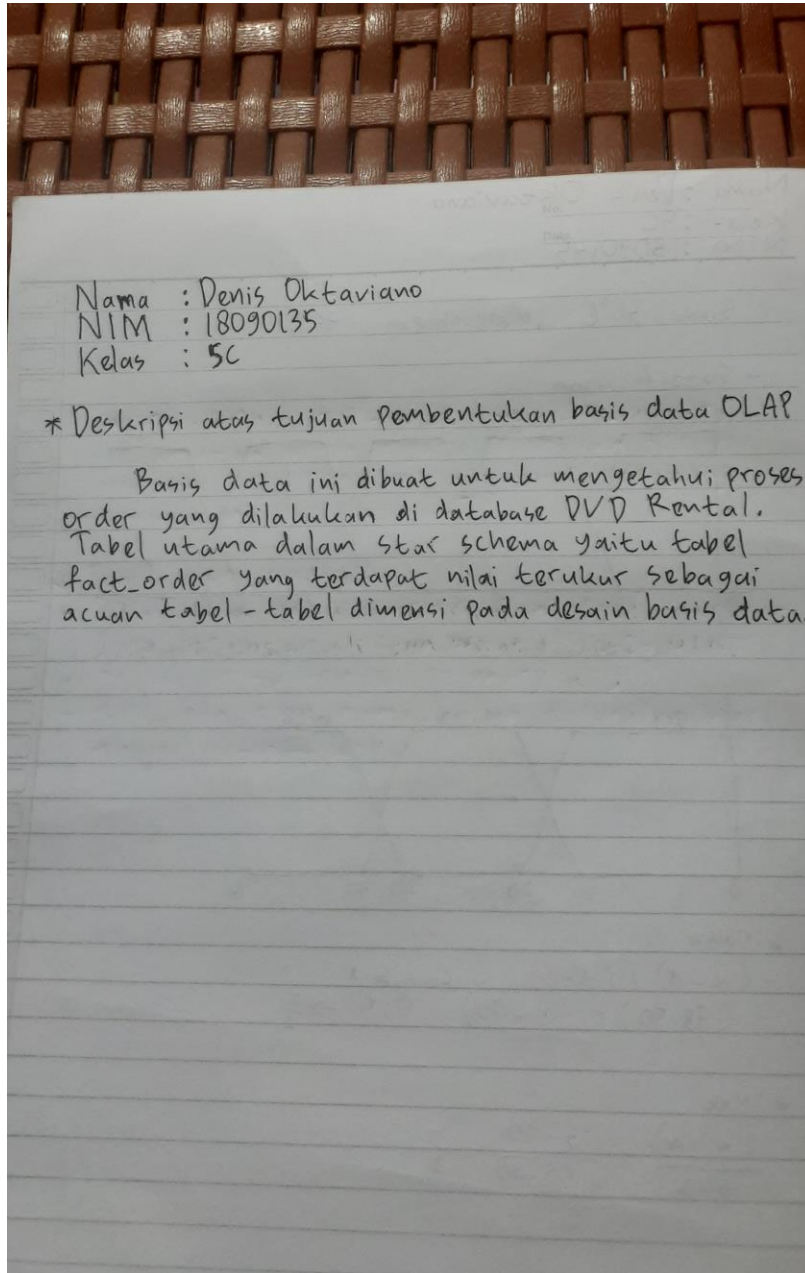 Nama : Denis Oktaviano
NIM : 18090135
Kelas : 5C
* Deskripsi atas tujuan pembentukan basis data OLAP
Basis data ini dibuat untuk mengetahui proses
order yang dilakukan di database DVD Rental.
Tabel utama dalam star schema yaitu tabel
fact_order yang terdapat nilai terukur sebagai
acuan tabel - tabel dimensi pada desain basis data.